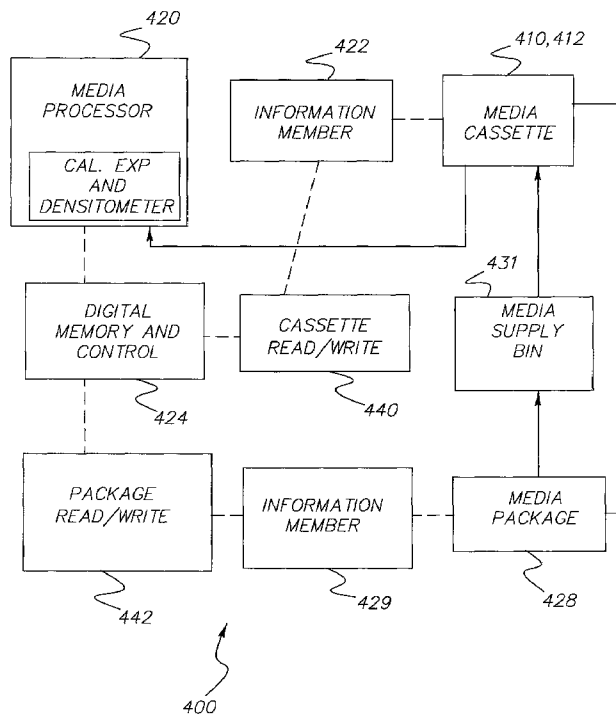 420
422
410,412
MEDIA
PROCESSOR
CAL. EXP
AND
DENSITOMETER
INFORMATION
MEMBER
MEDIA
CASSETTE
431
DIGITAL
MEMORY AND
CONTROL
424
CASSETTE
READ/WRITE
440
MEDIA
SUPPLY
BIN
PACKAGE
READ/WRITE
442
INFORMATION
MEMBER
429
MEDIA
PACKAGE
428
400